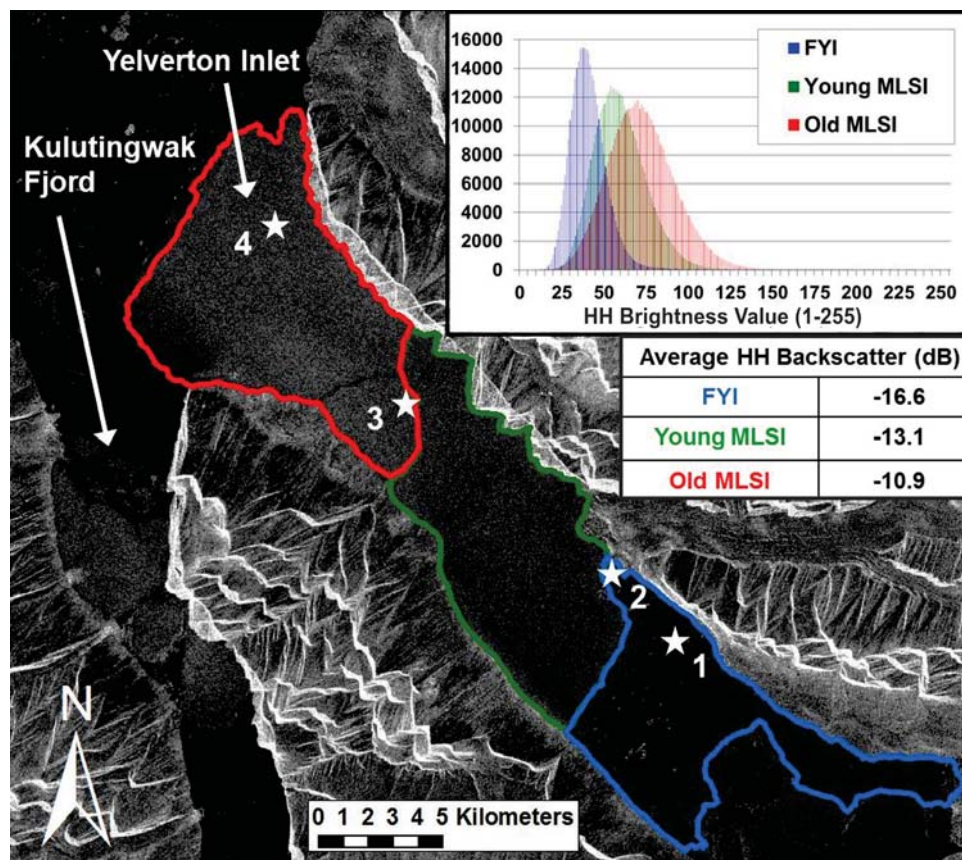 Yelverton Inlet
Kulutingwak
Fjord
4
3
2
1
N
0 1 2 3 4 5 Kilometers
16000
14000
12000
10000
8000
6000
4000
2000
0
0 25 50 75 100 125 150 175 200 225 250
HH Brightness Value (1-255)
FYI
Young MLSI
Old MLSI
Average HH Backscatter (dB)
FYI -16.6
Young MLSI -13.1
Old MLSI -10.9